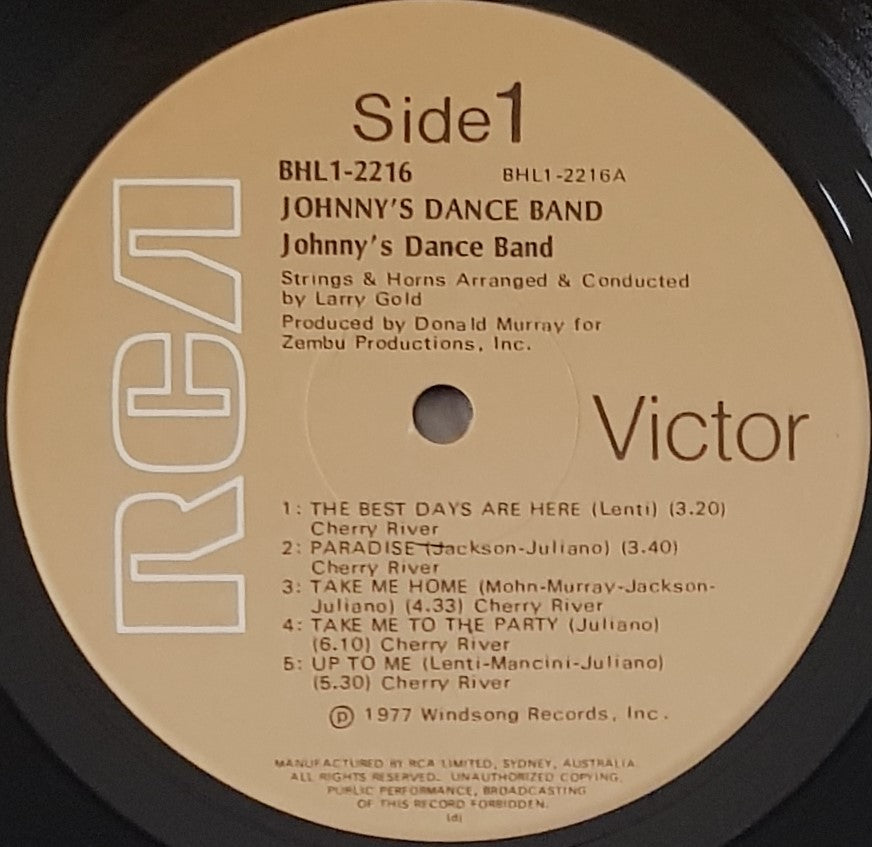 Side 1
BHL1-2216 BHL1-2216A
JOHNNY'S DANCE BAND
Johnny's Dance Band
Strings & Horns Arranged & Conducted
by Larry Gold
Produced by Donald Murray for
Zembu Productions, Inc.
RCA
Victor
1: THE BEST DAYS ARE HERE (Lenti) (3.20)
Cherry River
2: PARADISE (Jackson-Juliano) (3.40)
Cherry River
3: TAKE ME HOME (Mohn-Murray-Jackson-
Juliano) (4.33) Cherry River
4: TAKE ME TO THE PARTY (Juliano)
(6.10) Cherry River
5: UP TO ME (Lenti-Mancini-Juliano)
(5.30) Cherry River
℗ 1977 Windsong Records, Inc.
MANUFACTURED BY RCA LIMITED, SYDNEY, AUSTRALIA
ALL RIGHTS RESERVED. UNAUTHORIZED COPYING,
PUBLIC PERFORMANCE, BROADCASTING
OF THIS RECORD FORBIDDEN.
(d)